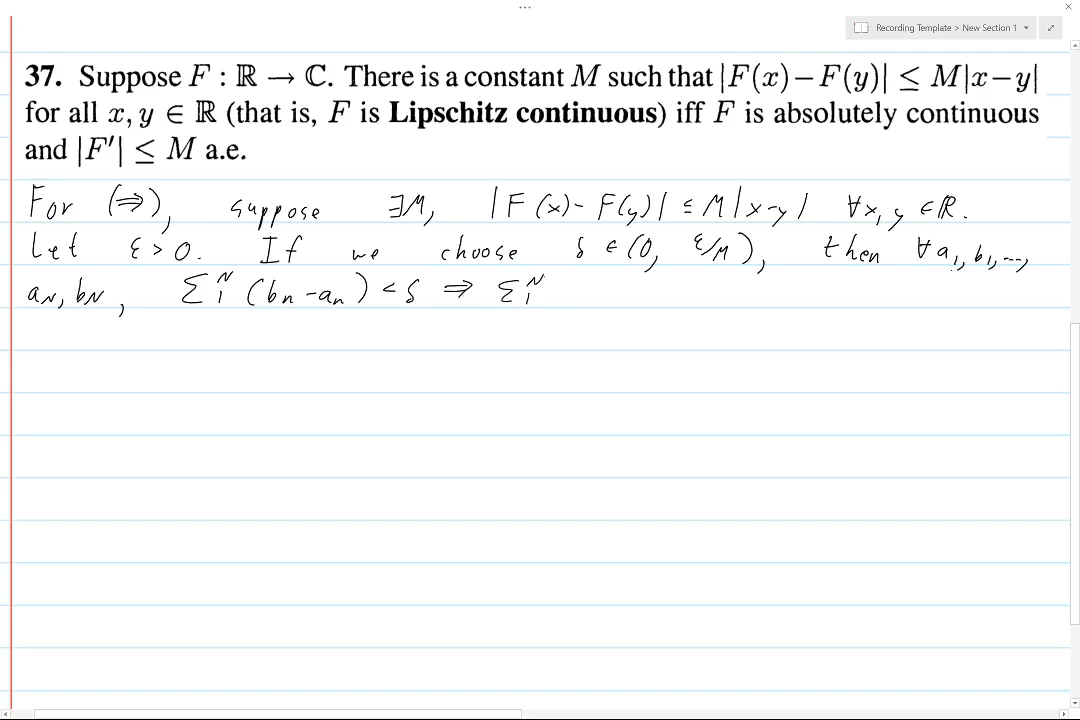 ...
Recording Template > New Section 1
37. Suppose F : ℝ → ℂ. There is a constant M such that |F(x) − F(y)| ≤ M|x − y|
for all x, y ∈ ℝ (that is, F is Lipschitz continuous) iff F is absolutely continuous
and |F′| ≤ M a.e.
For (⇒), suppose ∃M, |F(x) - F(y)| ≤ M|x-y| ∀x,y ∈ ℝ.
Let ε > 0. If we choose δ ∈ (0, ε/M), then ∀a₁, b₁, ...,
a_N, b_N, Σ₁ᴺ (bₙ - aₙ) < δ ⇒ Σ₁ᴺ